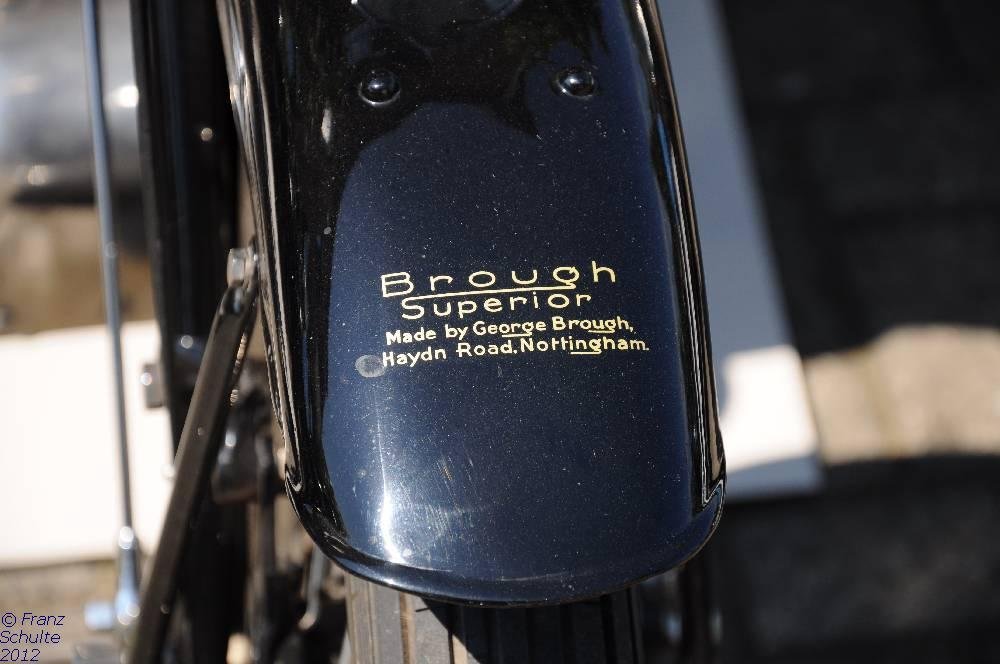 Brough
Superior
Made by George Brough,
Haydn Road, Nottingham.
© Franz
Schulte
2012